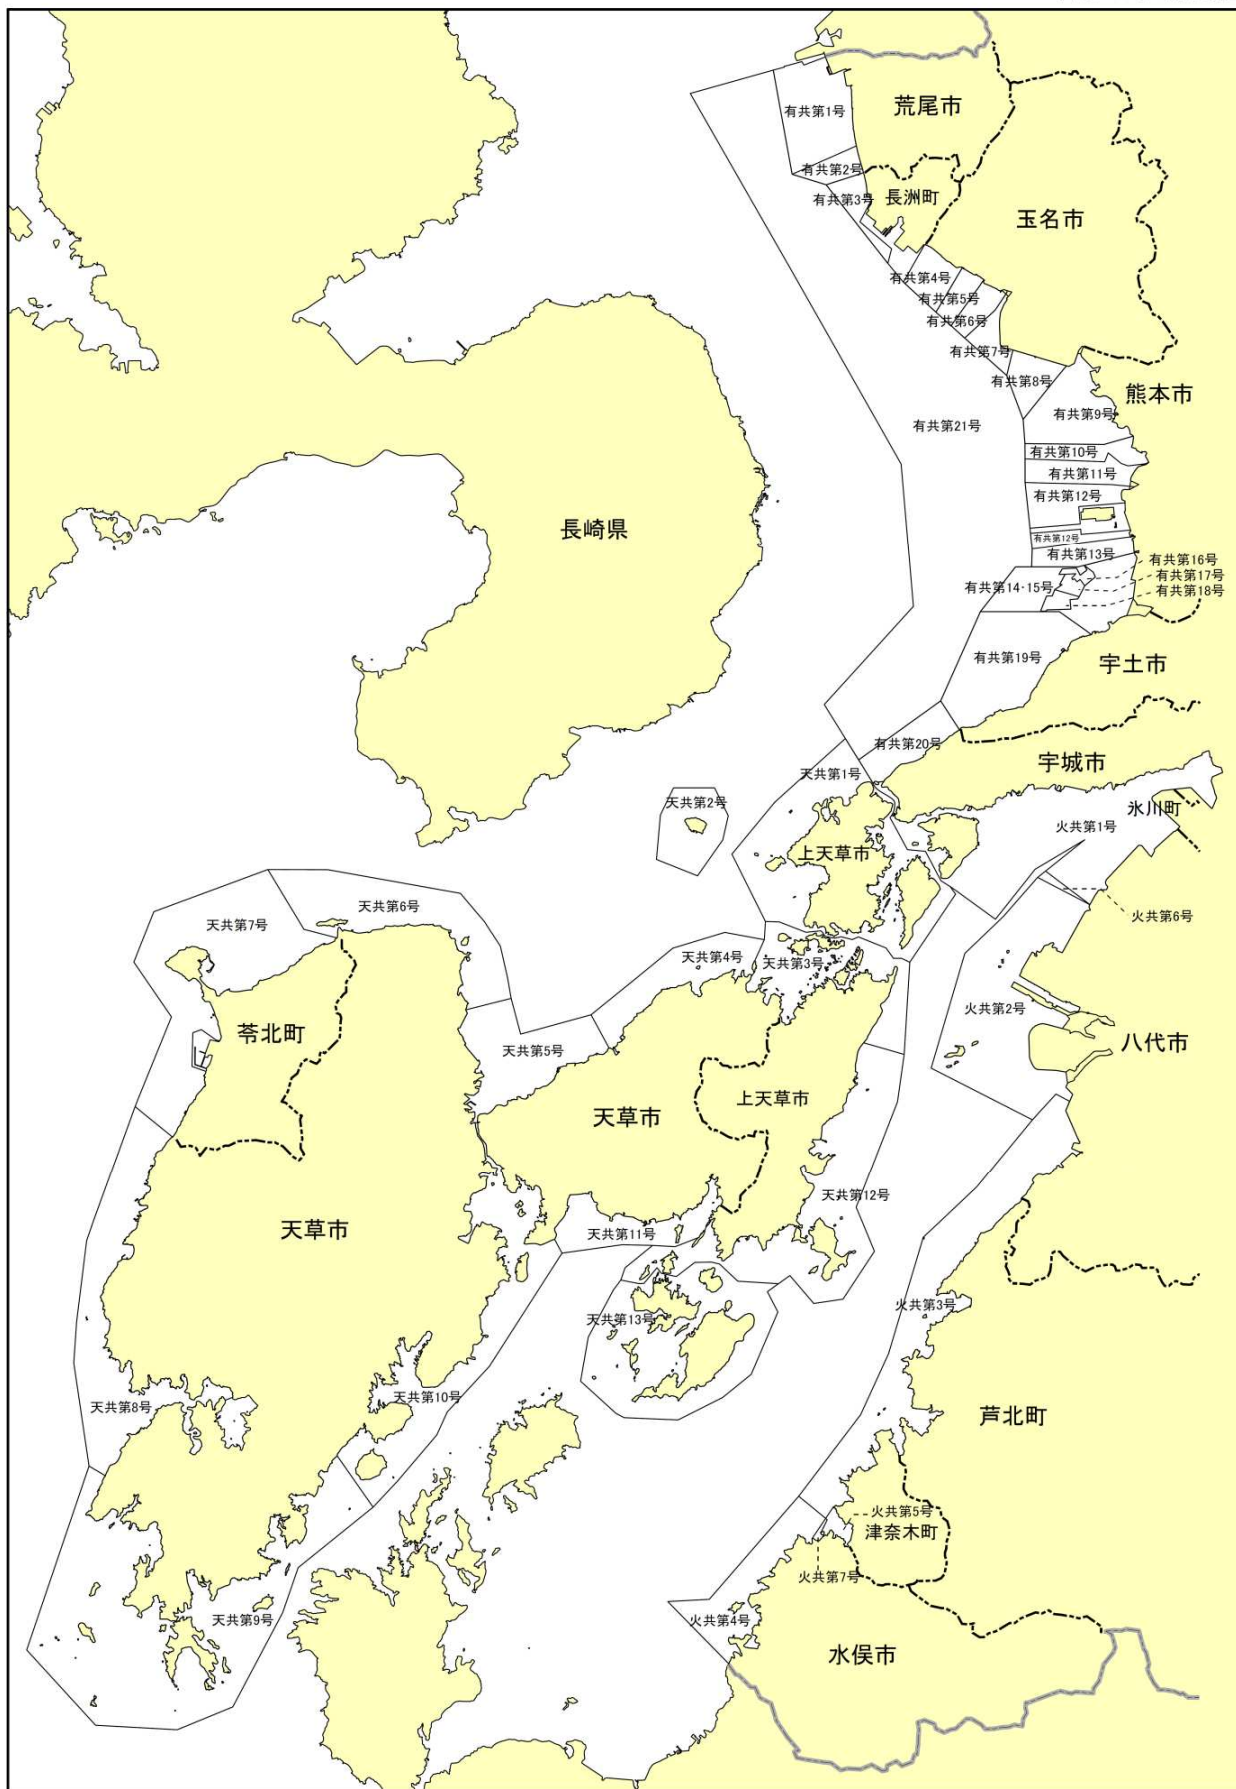 有共第1号
荒尾市
有共第2号
有共第3号
長洲町
玉名市
有共第4号
有共第5号
有共第6号
有共第7号
有共第8号
熊本市
有共第9号
有共第21号
有共第10号
有共第11号
有共第12号
長崎県
有共第12号
有共第13号
有共第16号
有共第14・15号
有共第17号
有共第18号
有共第19号
宇土市
有共第20号
宇城市
天共第1号
天共第2号
氷川町
火共第1号
上天草市
火共第6号
天共第6号
天共第7号
天共第4号
天共第3号
火共第2号
苓北町
天共第5号
八代市
上天草市
天草市
天共第12号
天草市
天共第11号
火共第3号
天共第13号
天共第10号
天共第8号
芦北町
火共第5号
津奈木町
火共第7号
天共第9号
火共第4号
水俣市